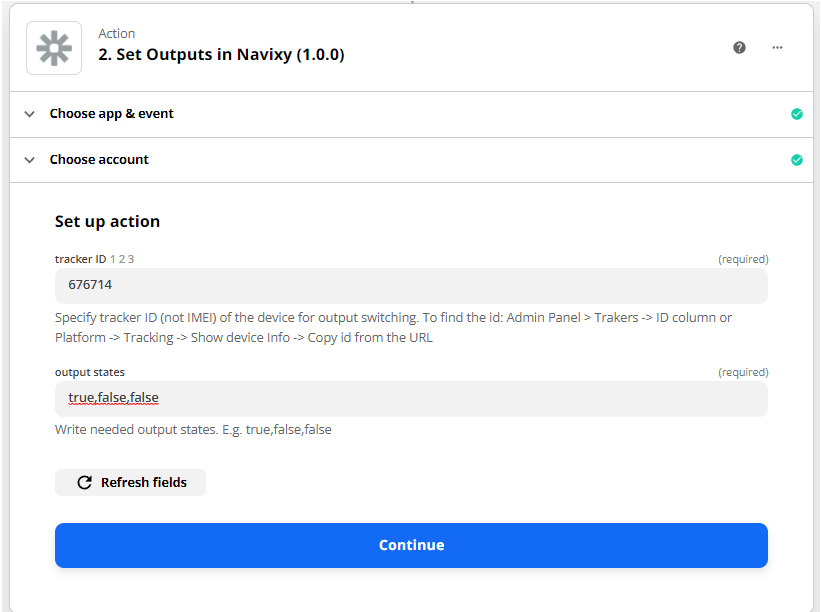 Action
2. Set Outputs in Navixy (1.0.0)
Choose app & event
Choose account
Set up action
tracker ID 1 2 3
(required)
676714
Specify tracker ID (not IMEI) of the device for output switching. To find the id: Admin Panel > Trakers -> ID column or
Platform -> Tracking -> Show device Info -> Copy id from the URL
output states
(required)
true,false,false
Write needed output states. E.g. true,false,false
Refresh fields
Continue